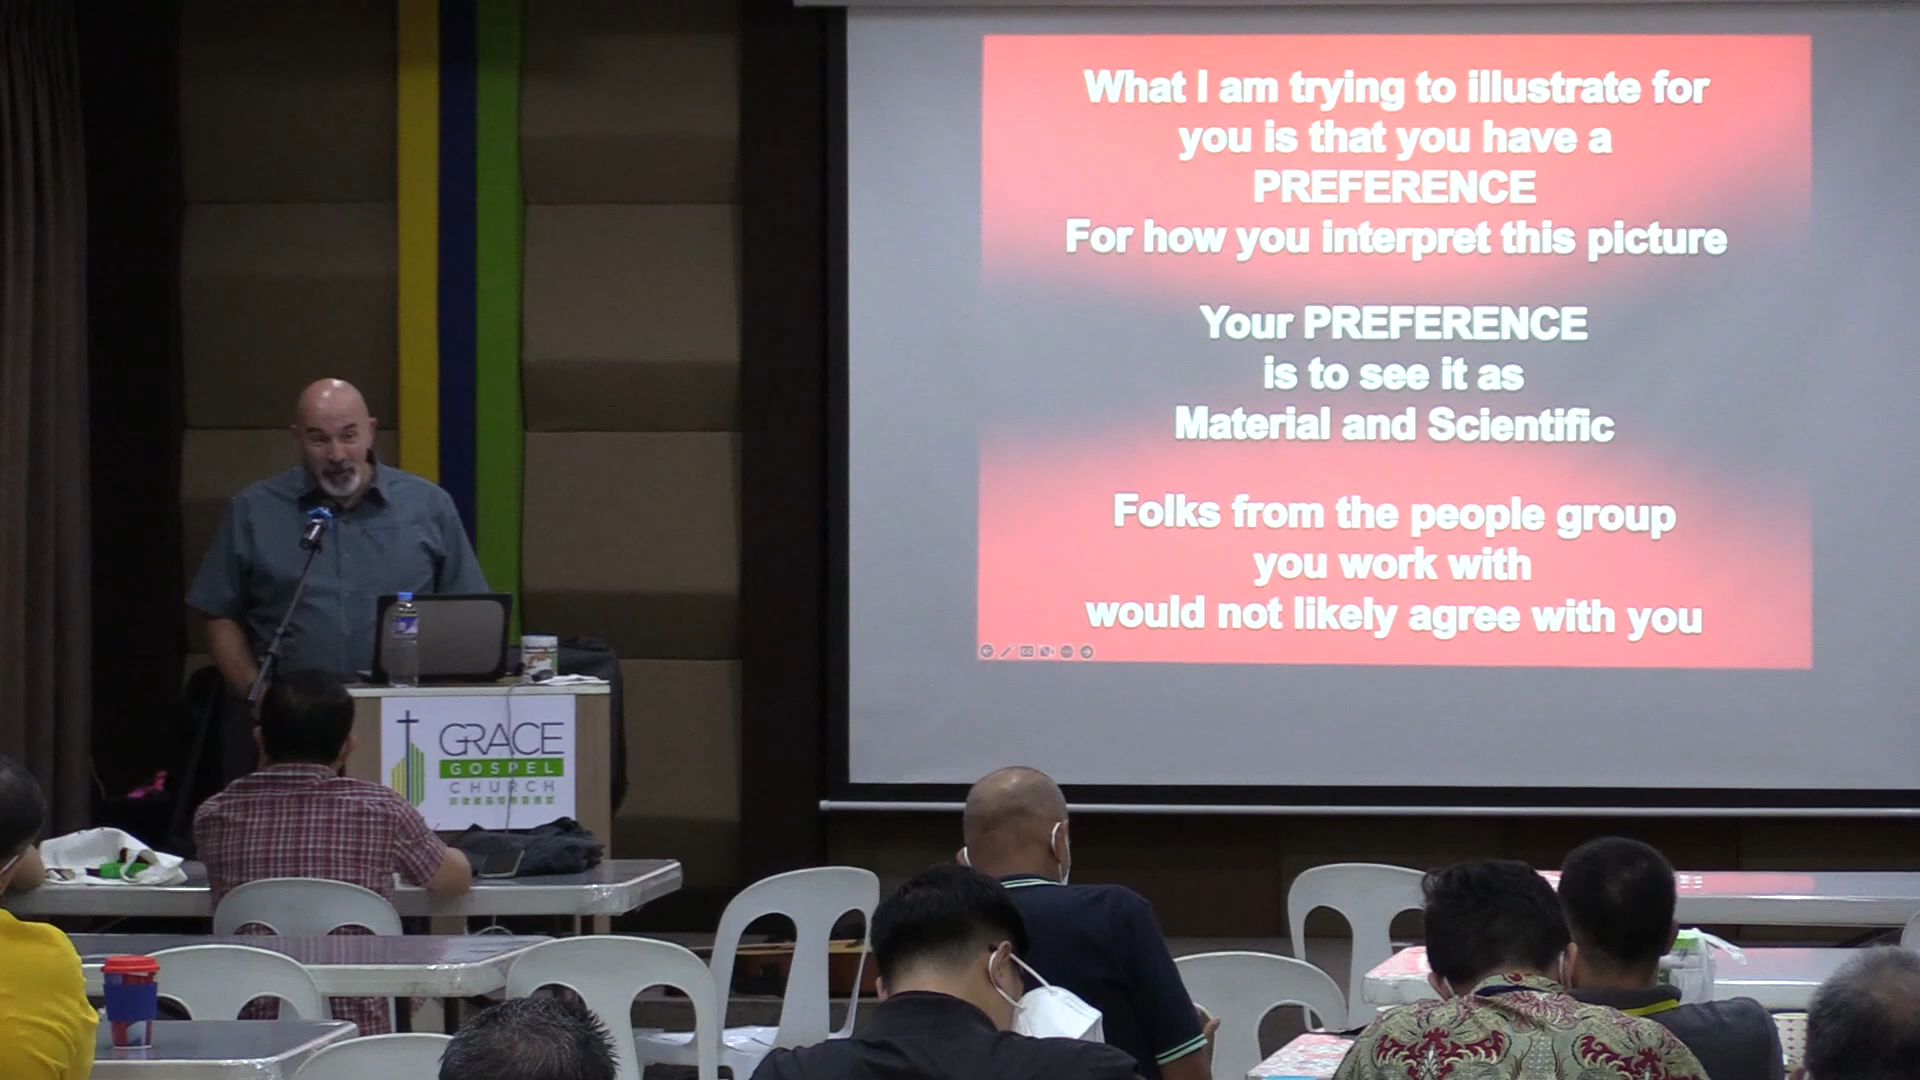 What I am trying to illustrate for
you is that you have a
PREFERENCE
For how you interpret this picture
Your PREFERENCE
is to see it as
Material and Scientific
Folks from the people group
you work with
would not likely agree with you
GRACE
GOSPEL
CHURCH